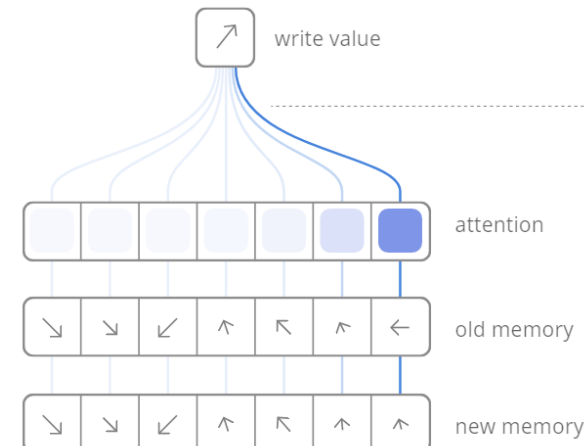 write value
attention
old memory
new memory